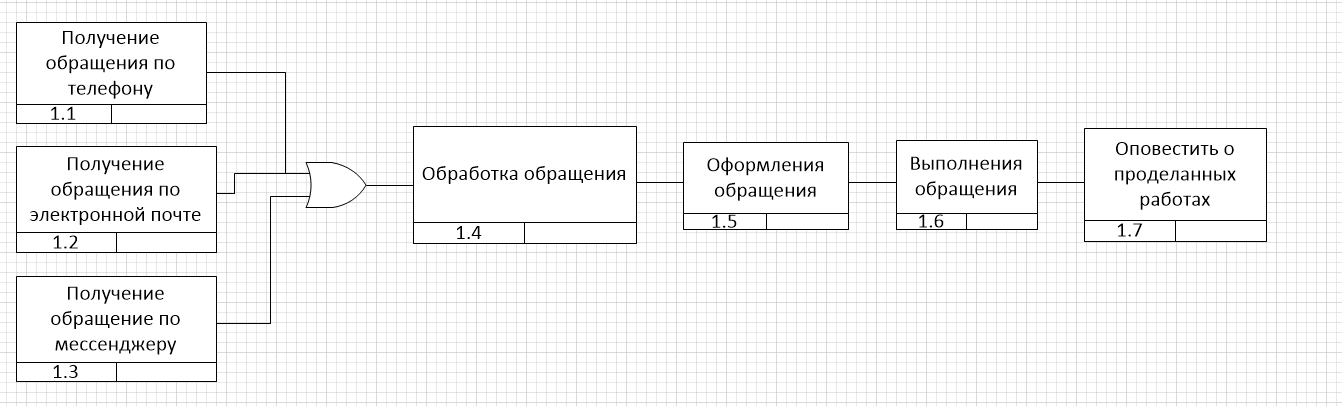 Получение
обращения по
телефону
1.1
Получение
обращения по
электронной почте
1.2
Получение
обращение по
мессенджеру
1.3
Обработка обращения
1.4
Оформления
обращения
1.5
Выполнения
обращения
1.6
Оповестить о
проделанных
работах
1.7